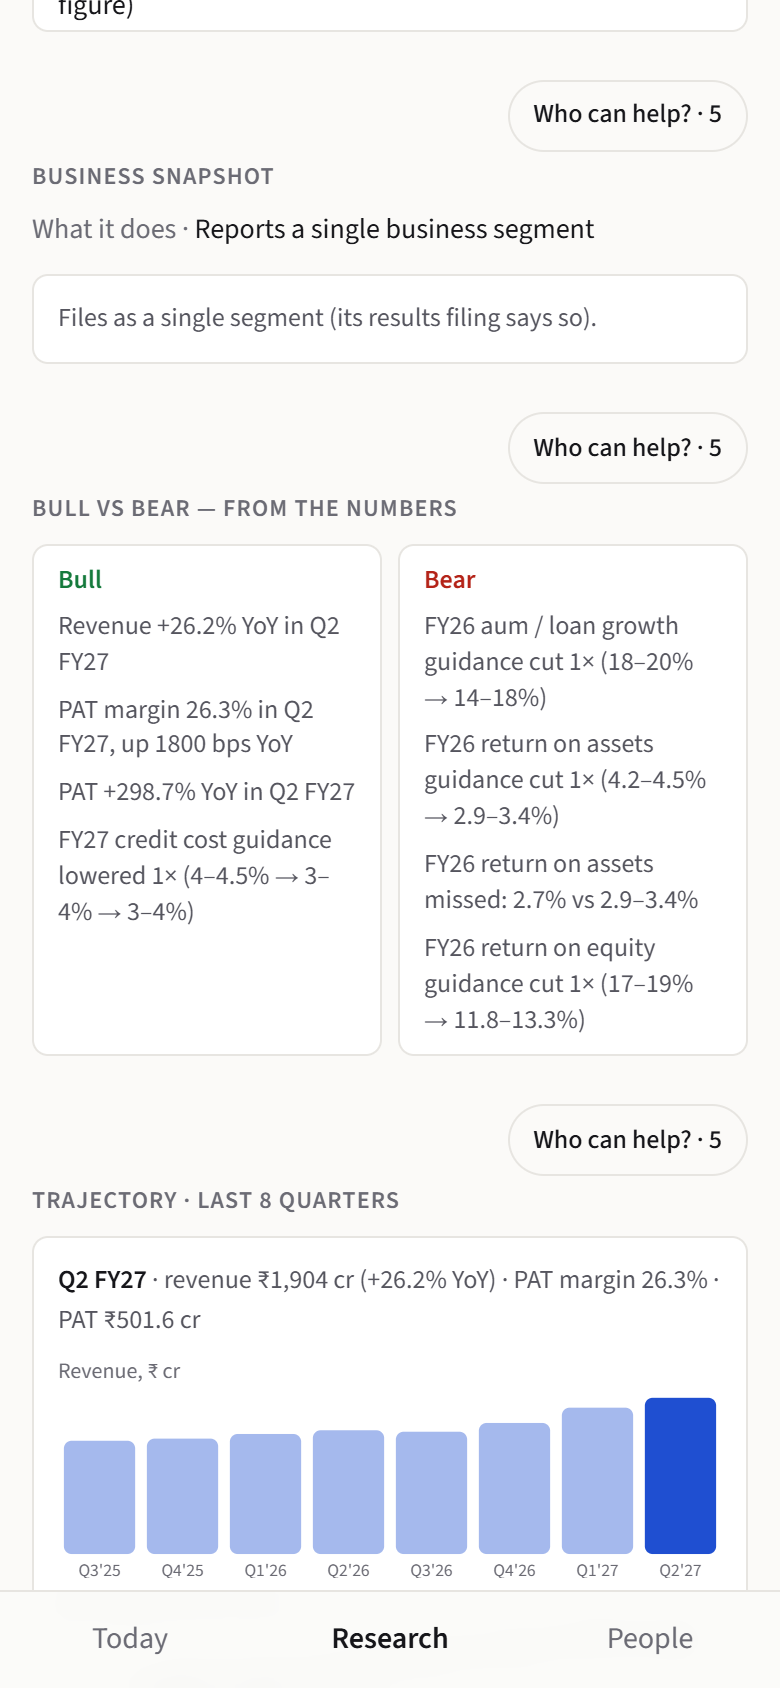 figure)
Who can help? · 5
BUSINESS SNAPSHOT
What it does · Reports a single business segment
Files as a single segment (its results filing says so).
Who can help? · 5
BULL VS BEAR — FROM THE NUMBERS
Bull
Revenue +26.2% YoY in Q2
FY27
PAT margin 26.3% in Q2
FY27, up 1800 bps YoY
PAT +298.7% YoY in Q2 FY27
FY27 credit cost guidance
lowered 1× (4–4.5% → 3–
4% → 3–4%)
Bear
FY26 aum / loan growth
guidance cut 1× (18–20%
→ 14–18%)
FY26 return on assets
guidance cut 1× (4.2–4.5%
→ 2.9–3.4%)
FY26 return on assets
missed: 2.7% vs 2.9–3.4%
FY26 return on equity
guidance cut 1× (17–19%
→ 11.8–13.3%)
Who can help? · 5
TRAJECTORY · LAST 8 QUARTERS
Q2 FY27 · revenue ₹1,904 cr (+26.2% YoY) · PAT margin 26.3% ·
PAT ₹501.6 cr
Revenue, ₹ cr
Q3'25 Q4'25 Q1'26 Q2'26 Q3'26 Q4'26 Q1'27 Q2'27
Today Research People